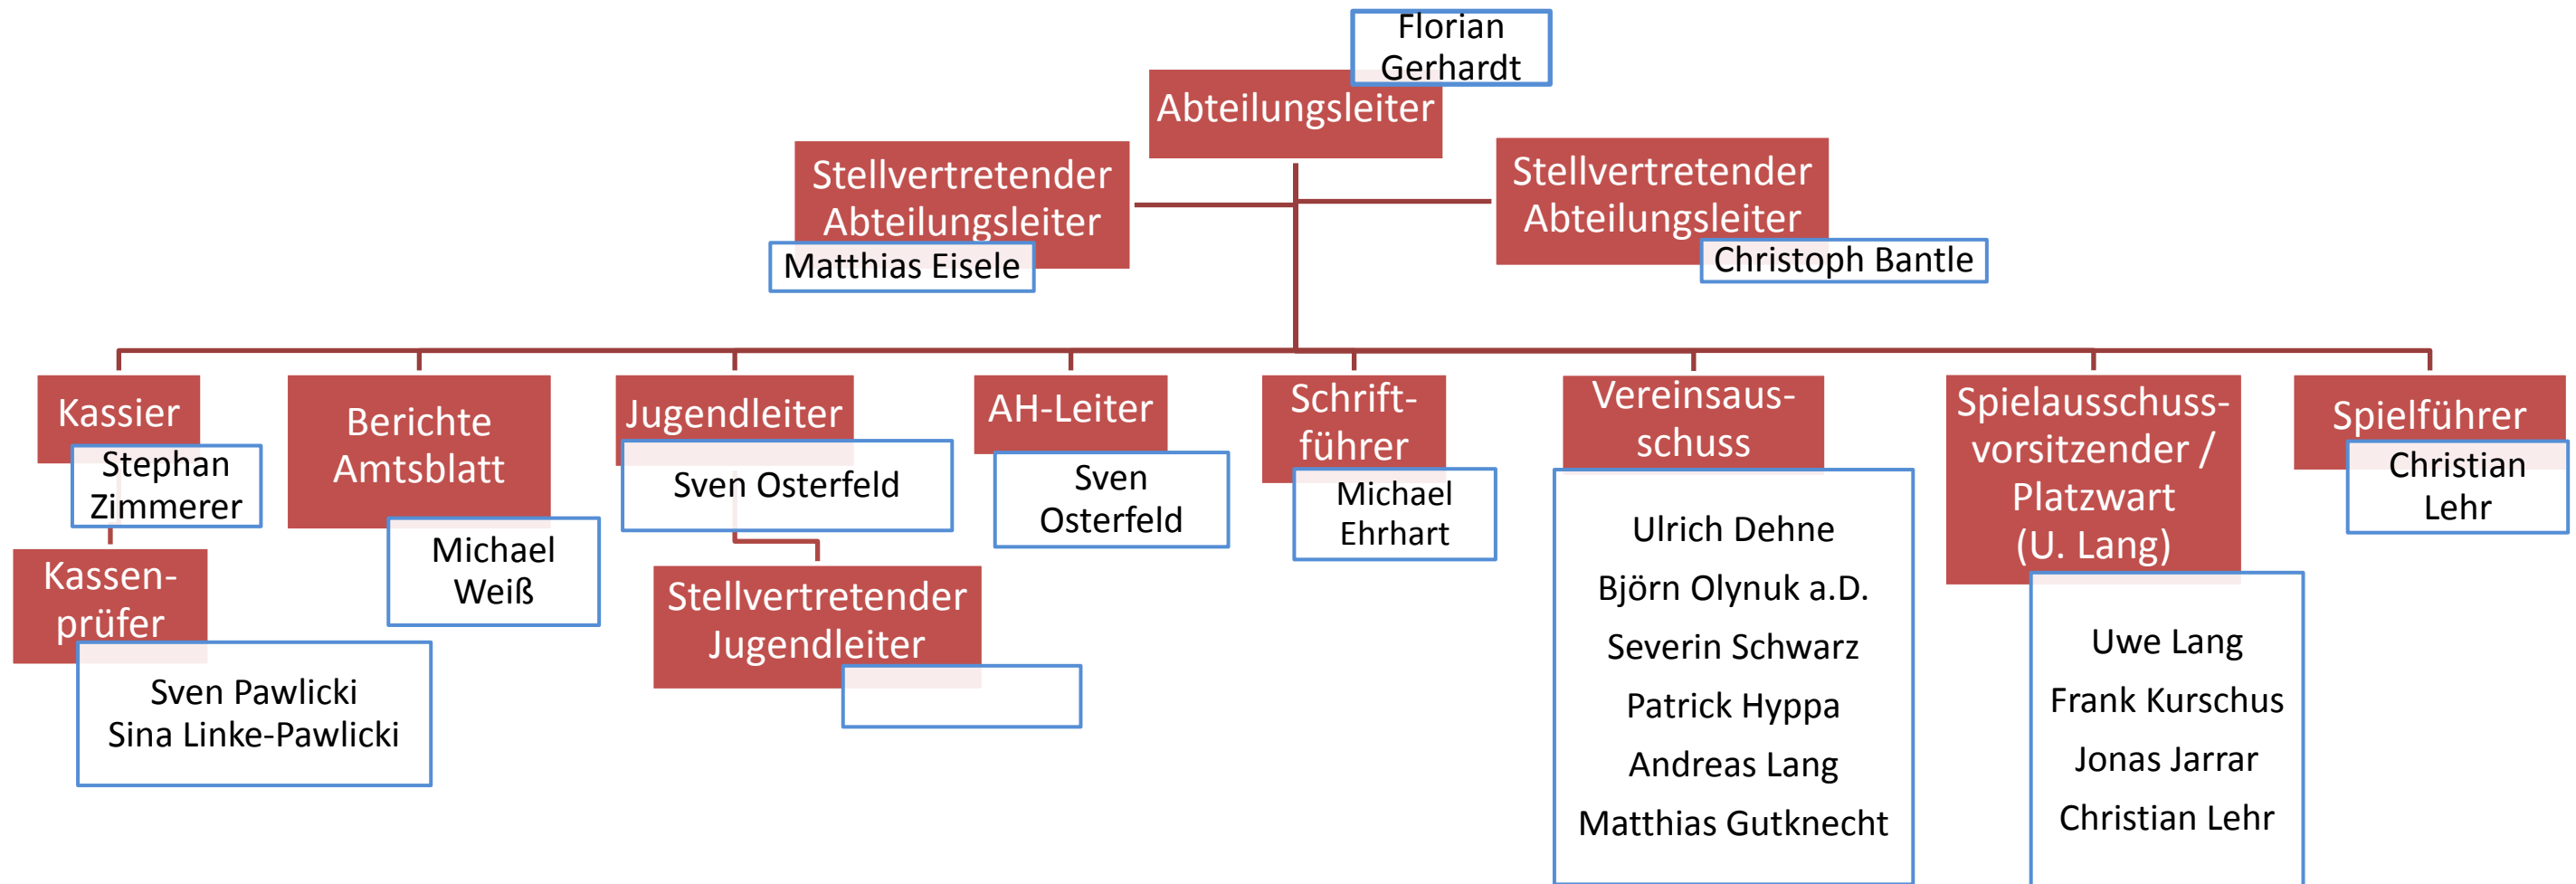 Florian
Gerhardt
Abteilungsleiter
Stellvertretender
Abteilungsleiter
Matthias Eisele
Stellvertretender
Abteilungsleiter
Christoph Bantle
Kassier
Stephan
Zimmerer
Kassen-
prüfer
Sven Pawlicki
Sina Linke-Pawlicki
Berichte
Amtsblatt
Michael
Weiß
Jugendleiter
Sven Osterfeld
Stellvertretender
Jugendleiter
AH-Leiter
Sven
Osterfeld
Schrift-
führer
Michael
Ehrhart
Vereinsaus-
schuss
Ulrich Dehne
Björn Olynuk a.D.
Severin Schwarz
Patrick Hyppa
Andreas Lang
Matthias Gutknecht
Spielausschuss-
vorsitzender /
Platzwart
(U. Lang)
Uwe Lang
Frank Kurschus
Jonas Jarrar
Christian Lehr
Spielführer
Christian
Lehr